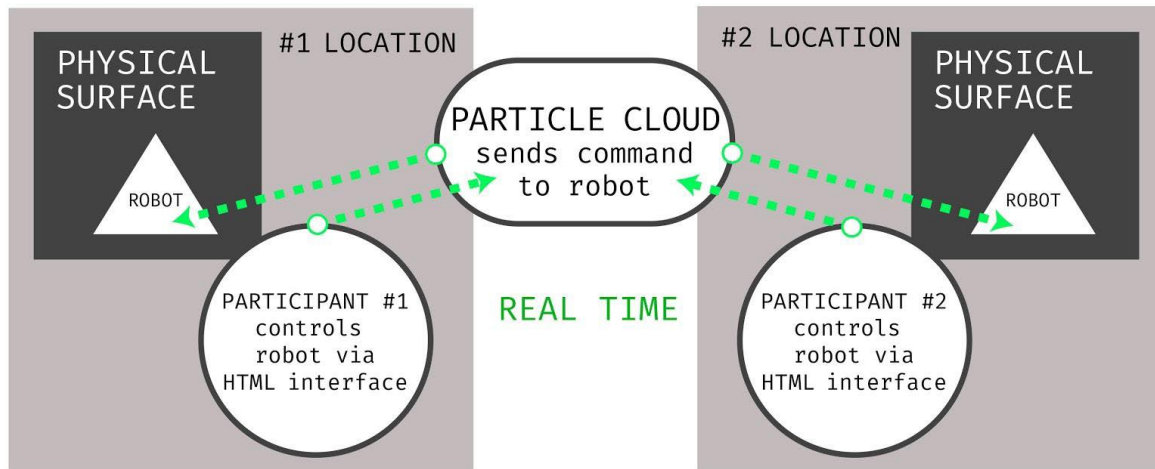 #1 LOCATION
PHYSICAL
SURFACE
ROBOT
PARTICLE CLOUD
sends command
to robot
#2 LOCATION
PHYSICAL
SURFACE
ROBOT
PARTICIPANT #1
controls
robot via
HTML interface
REAL TIME
PARTICIPANT #2
controls
robot via
HTML interface